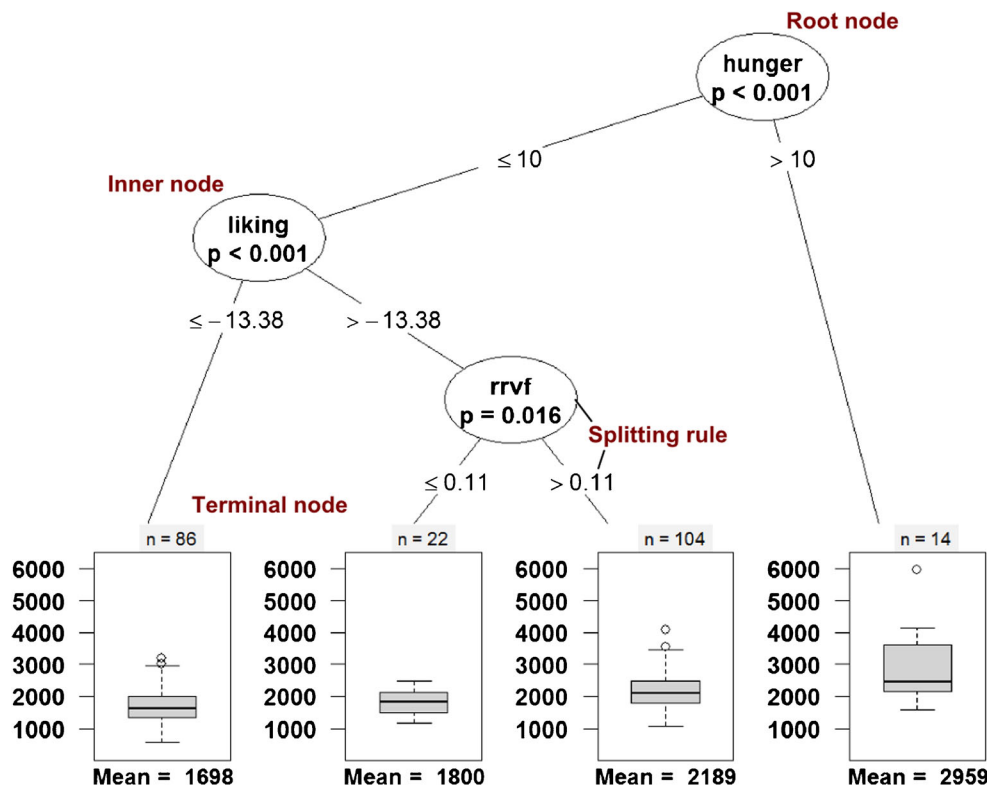 Root node
hunger
p < 0.001
≤ 10
> 10
Inner node
liking
p < 0.001
≤ − 13.38
> − 13.38
rrvf
p = 0.016
Splitting rule
≤ 0.11
> 0.11
Terminal node
n = 86
n = 22
n = 104
n = 14
6000
5000
4000
3000
2000
1000
6000
5000
4000
3000
2000
1000
6000
5000
4000
3000
2000
1000
6000
5000
4000
3000
2000
1000
Mean = 1698
Mean = 1800
Mean = 2189
Mean = 2959